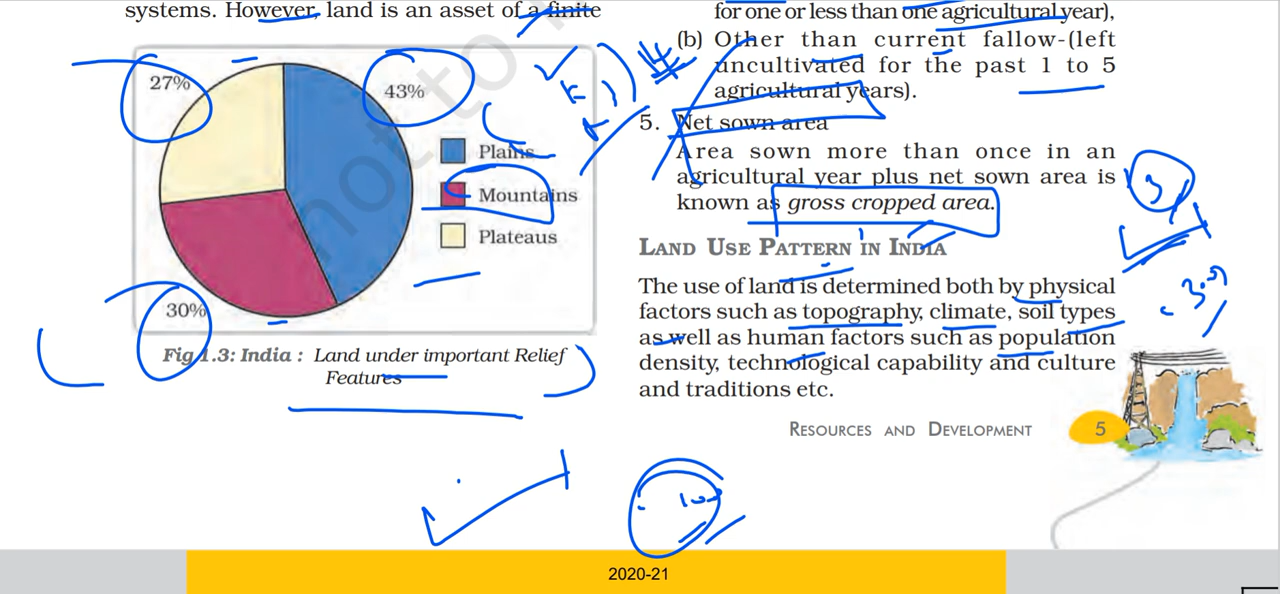 systems. However, land is an asset of a finite
27%
43%
Plains
Mountains
Plateaus
30%
Fig 1.3: India : Land under important Relief
Features
not to
for one or less than one agricultural year),
(b) Other than current fallow-(left
uncultivated for the past 1 to 5
agricultural years).
5. Net sown area
Area sown more than once in an
agricultural year plus net sown area is
known as gross cropped area.
LAND USE PATTERN IN INDIA
The use of land is determined both by physical
factors such as topography, climate, soil types
as well as human factors such as population
density, technological capability and culture
and traditions etc.
RESOURCES AND DEVELOPMENT
5
2020-21